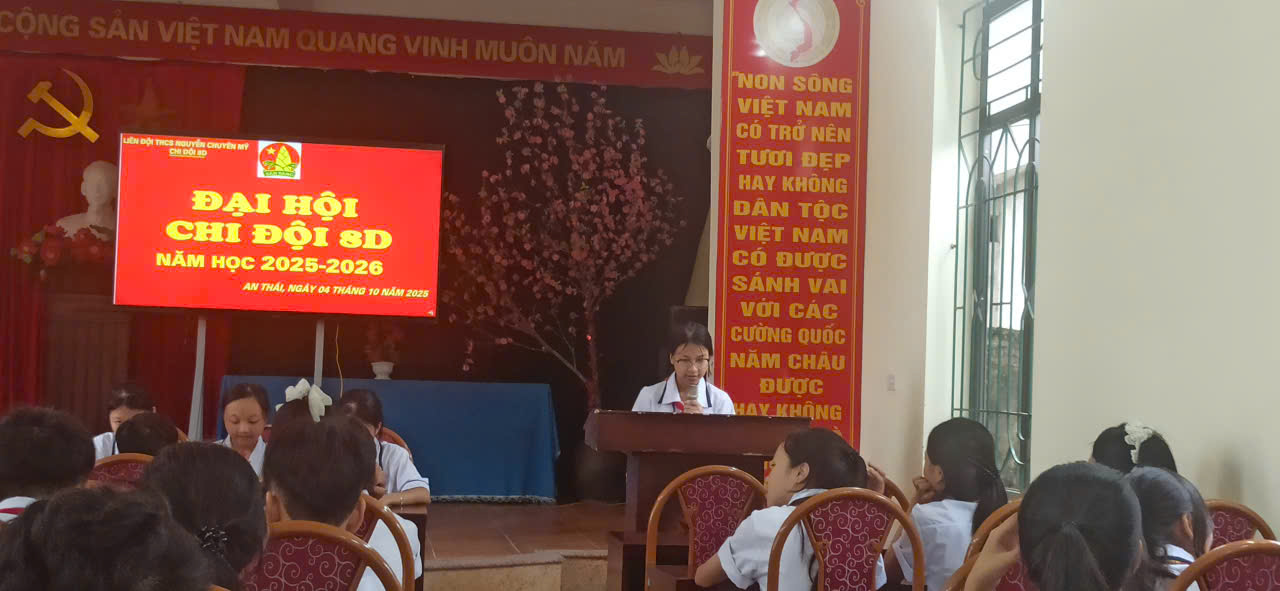 CỘNG SẢN VIỆT NAM QUANG VINH MUÔN NĂM
LIÊN ĐỘI THCS NGUYỄN CHUYÊN MỸ
CHI ĐỘI 8D
SẴN SÀNG
ĐẠI HỘI
CHI ĐỘI 8D
NĂM HỌC 2025-2026
AN THÁI, NGÀY 04 THÁNG 10 NĂM 2025
"NON SÔNG
VIỆT NAM
CÓ TRỞ NÊN
TƯƠI ĐẸP
HAY KHÔNG
DÂN TỘC
VIỆT NAM
CÓ ĐƯỢC
SÁNH VAI
VỚI CÁC
CƯỜNG QUỐC
NĂM CHÂU
ĐƯỢC
HAY KHÔNG